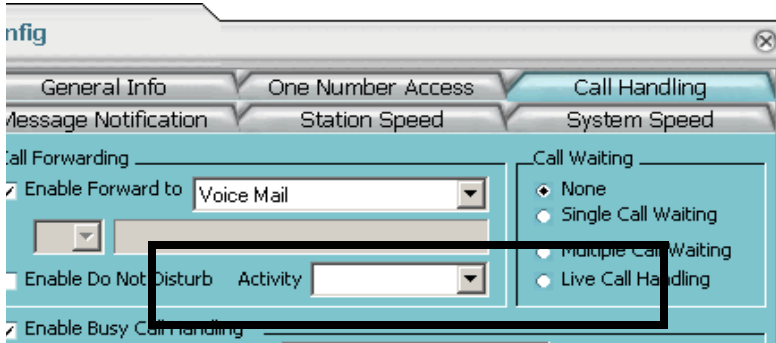 nfig
General Info One Number Access Call Handling
Message Notification Station Speed System Speed
Call Forwarding Call Waiting
Enable Forward to Voice Mail None
Single Call Waiting
Multiple Call Waiting
Enable Do Not Disturb Activity Live Call Handling
Enable Busy Call Handling